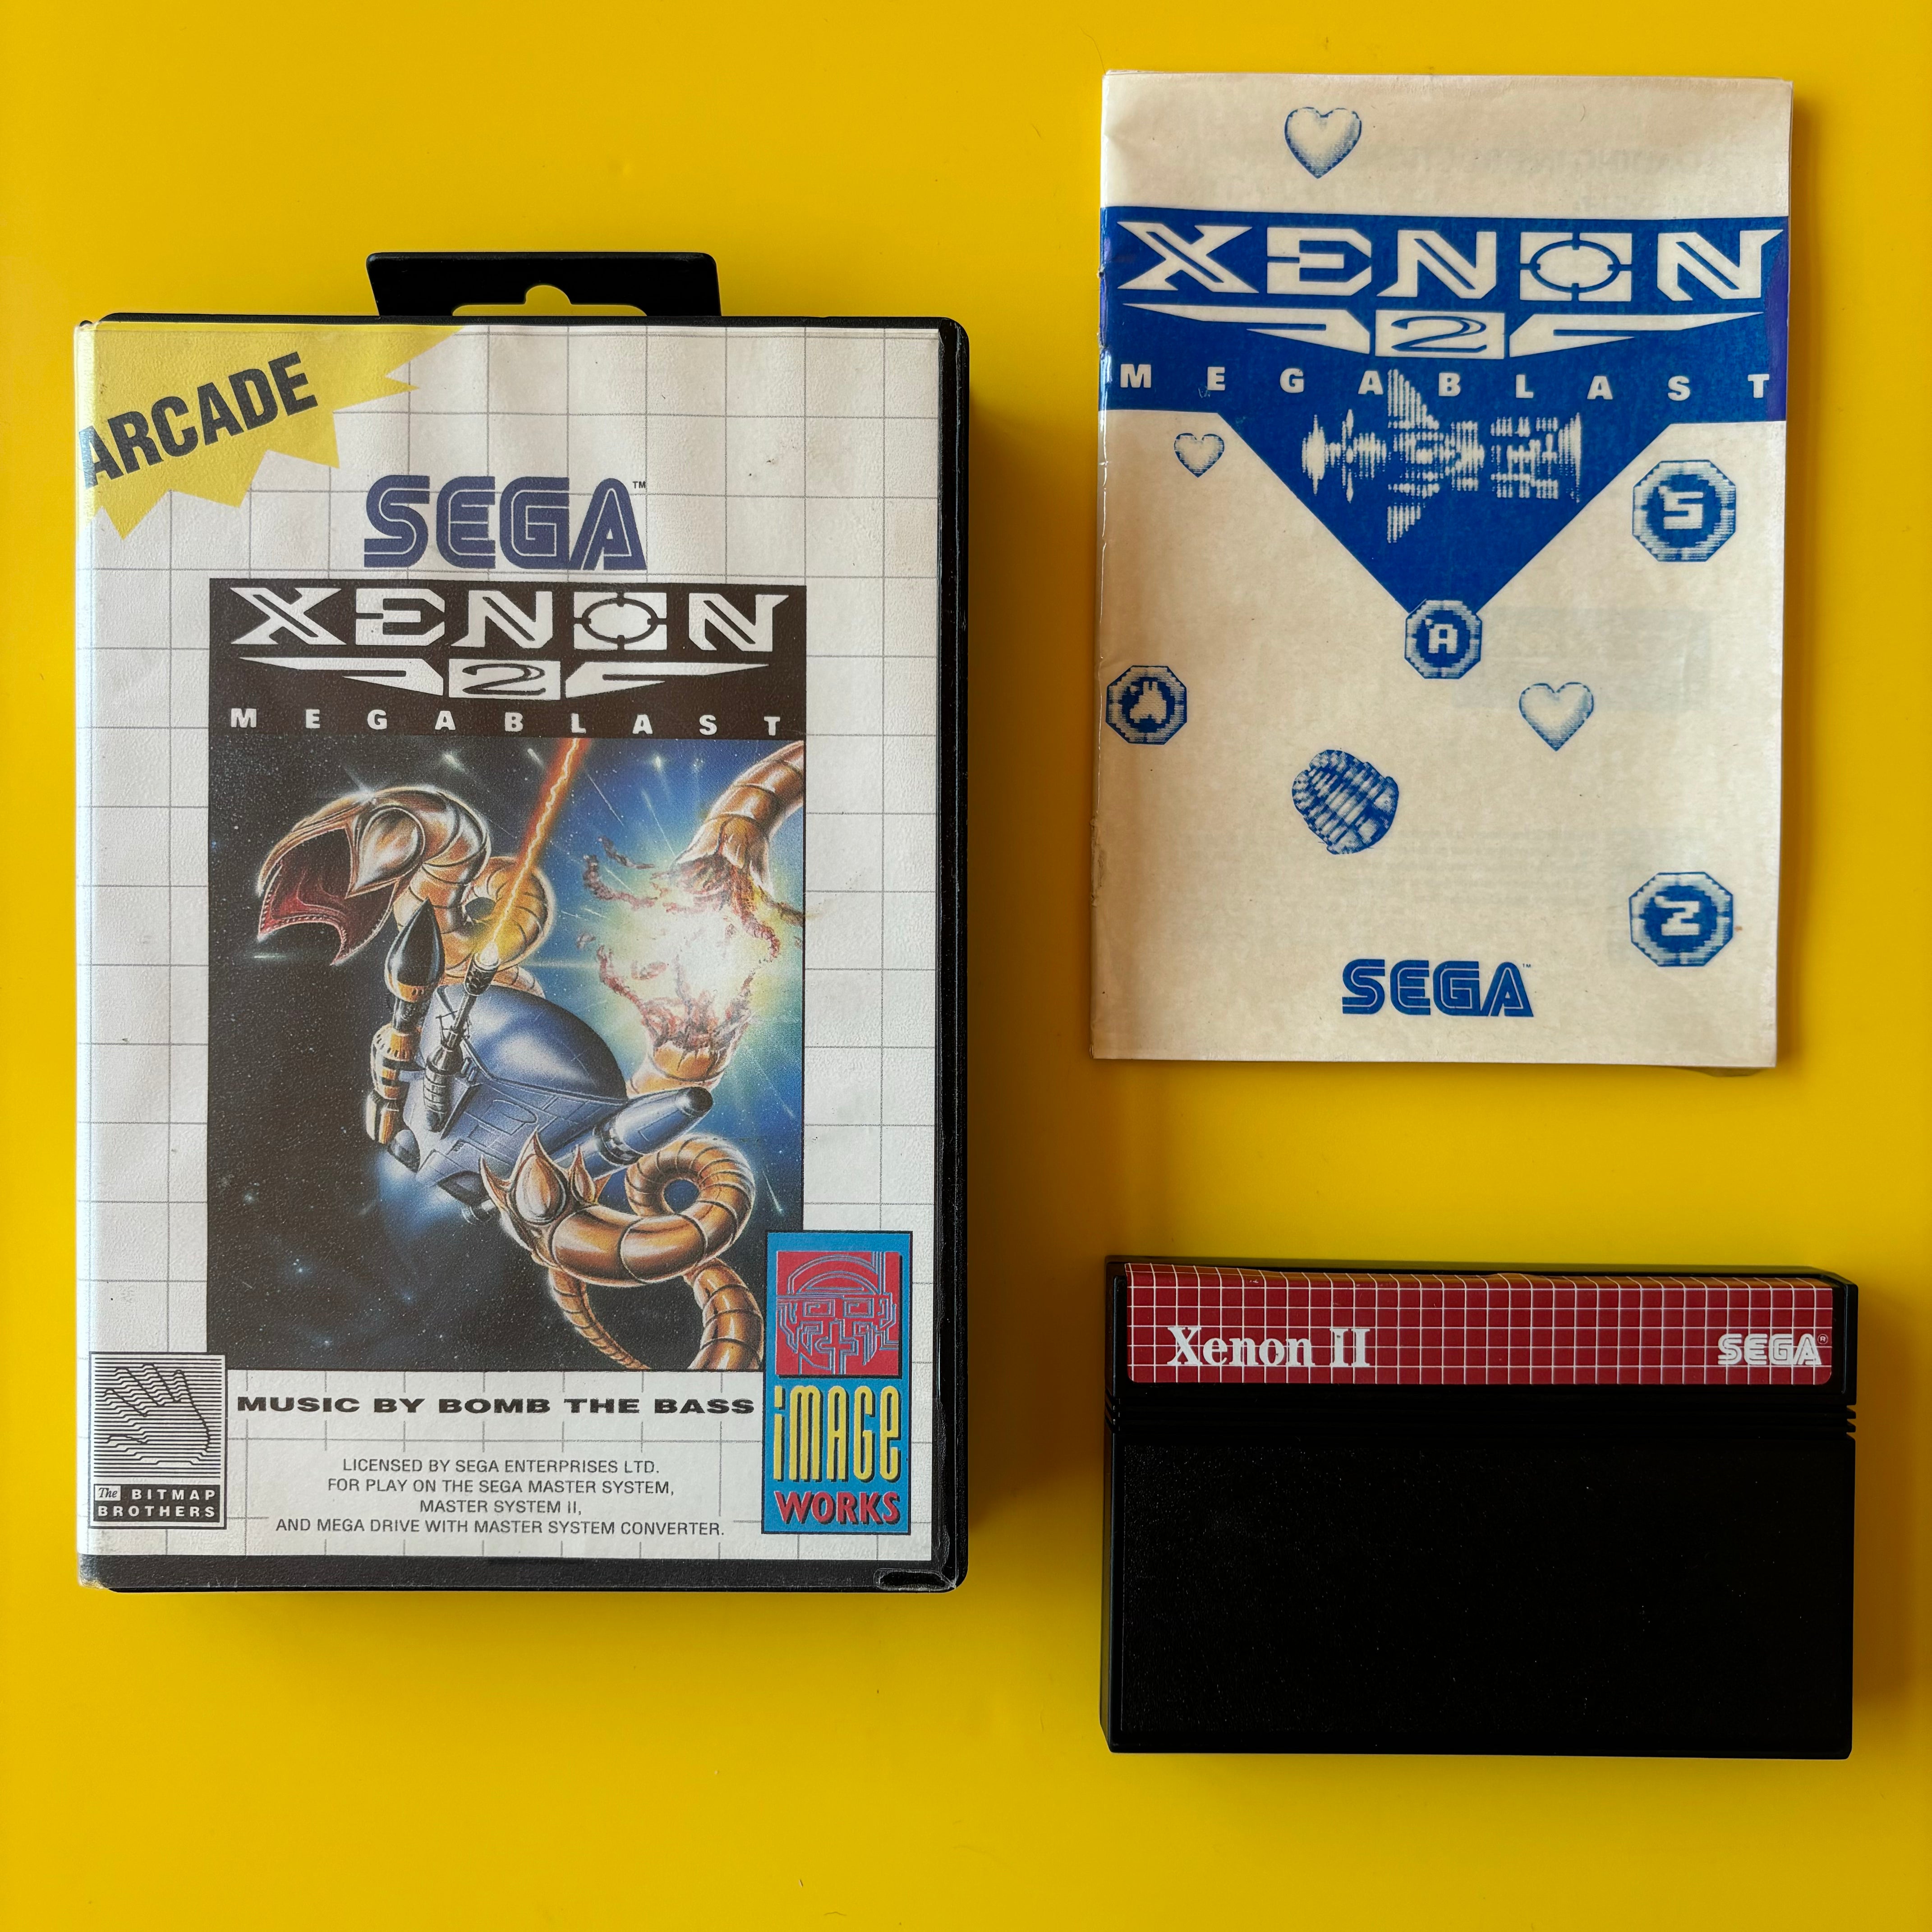 ARCADE
SEGA™
XENON
2
MEGABLAST
MUSIC BY BOMB THE BASS
LICENSED BY SEGA ENTERPRISES LTD.
FOR PLAY ON THE SEGA MASTER SYSTEM,
MASTER SYSTEM II,
AND MEGA DRIVE WITH MASTER SYSTEM CONVERTER.
The BITMAP
BROTHERS
iMAGE
WORKS
XENON
2
MEGABLAST
S
A
Z
SEGA™
Xenon II
SEGA®